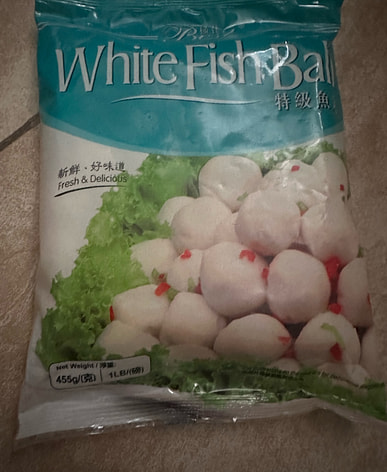 White Fish Bal
特級魚
新鮮、好味道
Fresh & Delicious
Net Weight / 淨重:
455g/(克) 1LB/(磅)